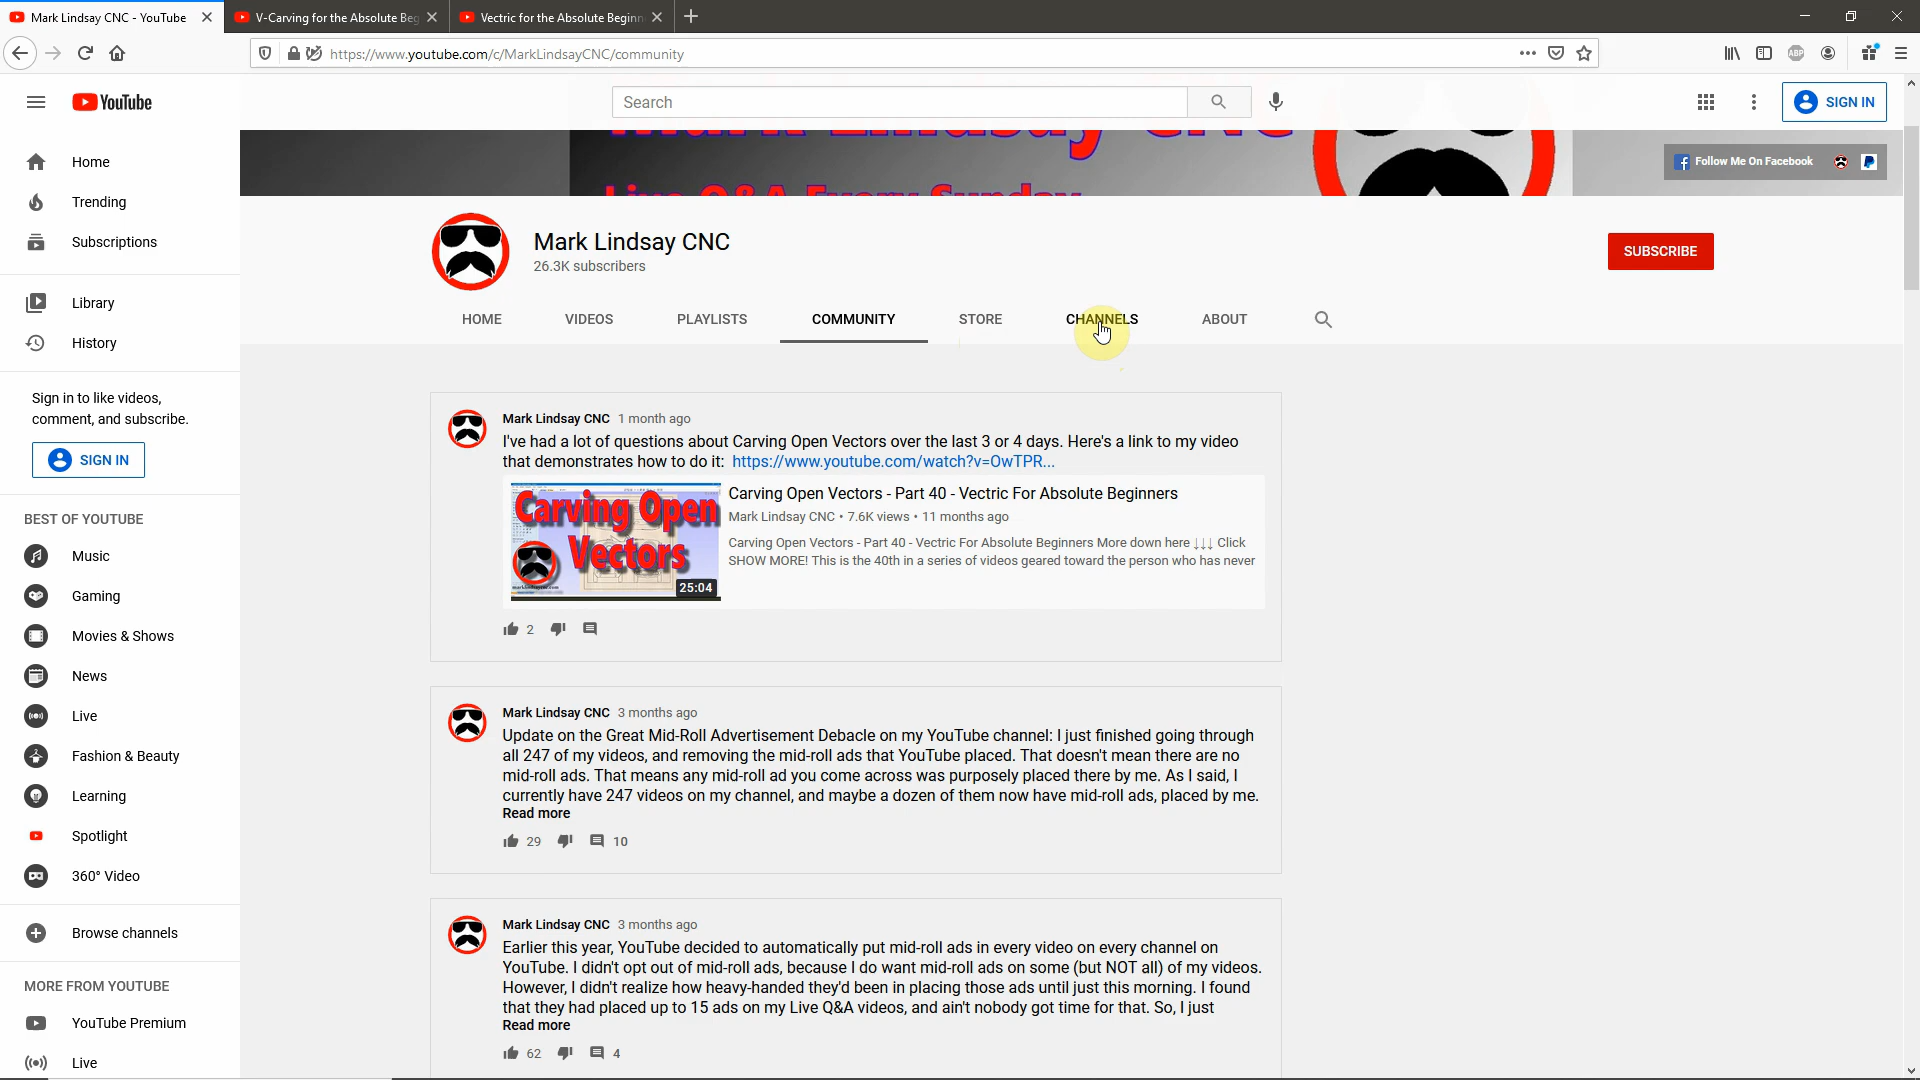 Mark Lindsay CNC - YouTube
V-Carving for the Absolute Beg
Vectric for the Absolute Beginn
https://www.youtube.com/c/MarkLindsayCNC/community
ABP
YouTube
Search
SIGN IN
Mark Lindsay CNC
Live Q&A Every Sunday
Follow Me On Facebook
Home
Trending
Subscriptions
Library
History
Sign in to like videos,
comment, and subscribe.
SIGN IN
BEST OF YOUTUBE
Music
Gaming
Movies & Shows
News
Live
Fashion & Beauty
Learning
Spotlight
360° Video
Browse channels
MORE FROM YOUTUBE
YouTube Premium
Live
Mark Lindsay CNC
26.3K subscribers
SUBSCRIBE
HOME
VIDEOS
PLAYLISTS
COMMUNITY
STORE
CHANNELS
ABOUT
Mark Lindsay CNC 1 month ago
I've had a lot of questions about Carving Open Vectors over the last 3 or 4 days. Here's a link to my video
that demonstrates how to do it: https://www.youtube.com/watch?v=OwTPR...
Carving Open
Vectors
25:04
Carving Open Vectors - Part 40 - Vectric For Absolute Beginners
Mark Lindsay CNC • 7.6K views • 11 months ago
Carving Open Vectors - Part 40 - Vectric For Absolute Beginners More down here ↓↓↓ Click
SHOW MORE! This is the 40th in a series of videos geared toward the person who has never
2
Mark Lindsay CNC 3 months ago
Update on the Great Mid-Roll Advertisement Debacle on my YouTube channel: I just finished going through
all 247 of my videos, and removing the mid-roll ads that YouTube placed. That doesn't mean there are no
mid-roll ads. That means any mid-roll ad you come across was purposely placed there by me. As I said, I
currently have 247 videos on my channel, and maybe a dozen of them now have mid-roll ads, placed by me.
Read more
29
10
Mark Lindsay CNC 3 months ago
Earlier this year, YouTube decided to automatically put mid-roll ads in every video on every channel on
YouTube. I didn't opt out of mid-roll ads, because I do want mid-roll ads on some (but NOT all) of my videos.
However, I didn't realize how heavy-handed they'd been in placing those ads until just this morning. I found
that they had placed up to 15 ads on my Live Q&A videos, and ain't nobody got time for that. So, I just
Read more
62
4